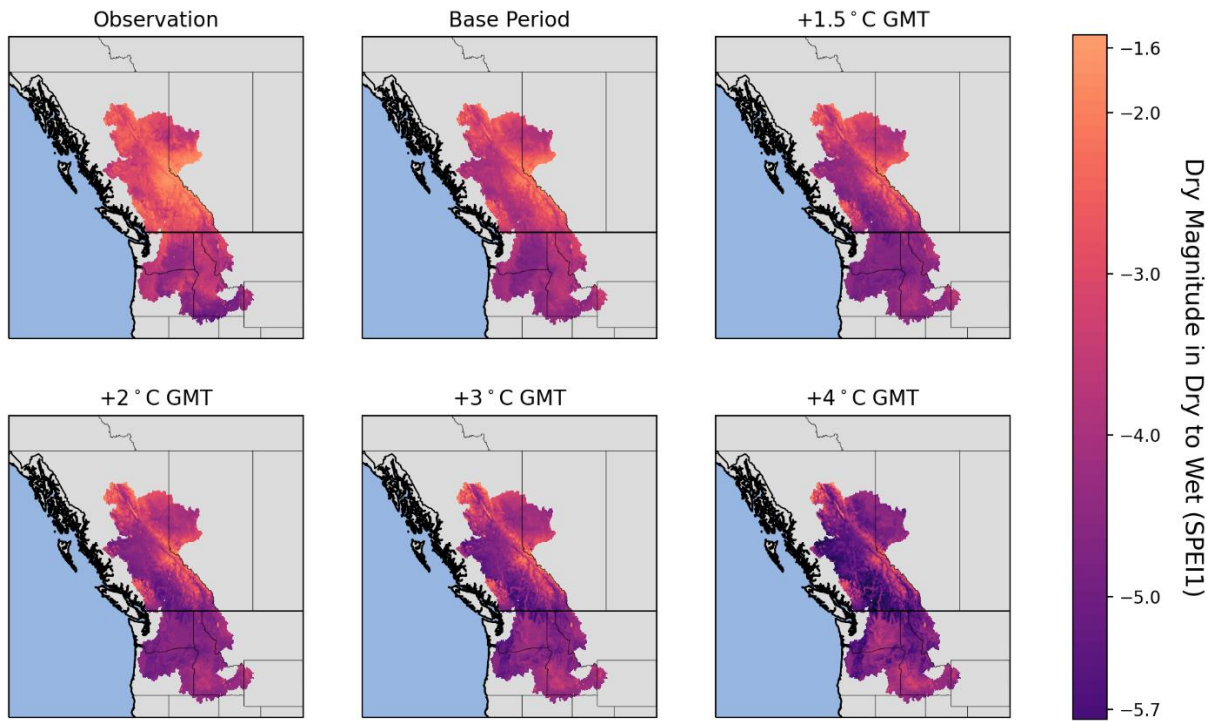 Observation
Base Period
+1.5°C GMT
+2°C GMT
+3°C GMT
+4°C GMT
−1.6
−2.0
−3.0
−4.0
−5.0
−5.7
Dry Magnitude in Dry to Wet (SPEI1)